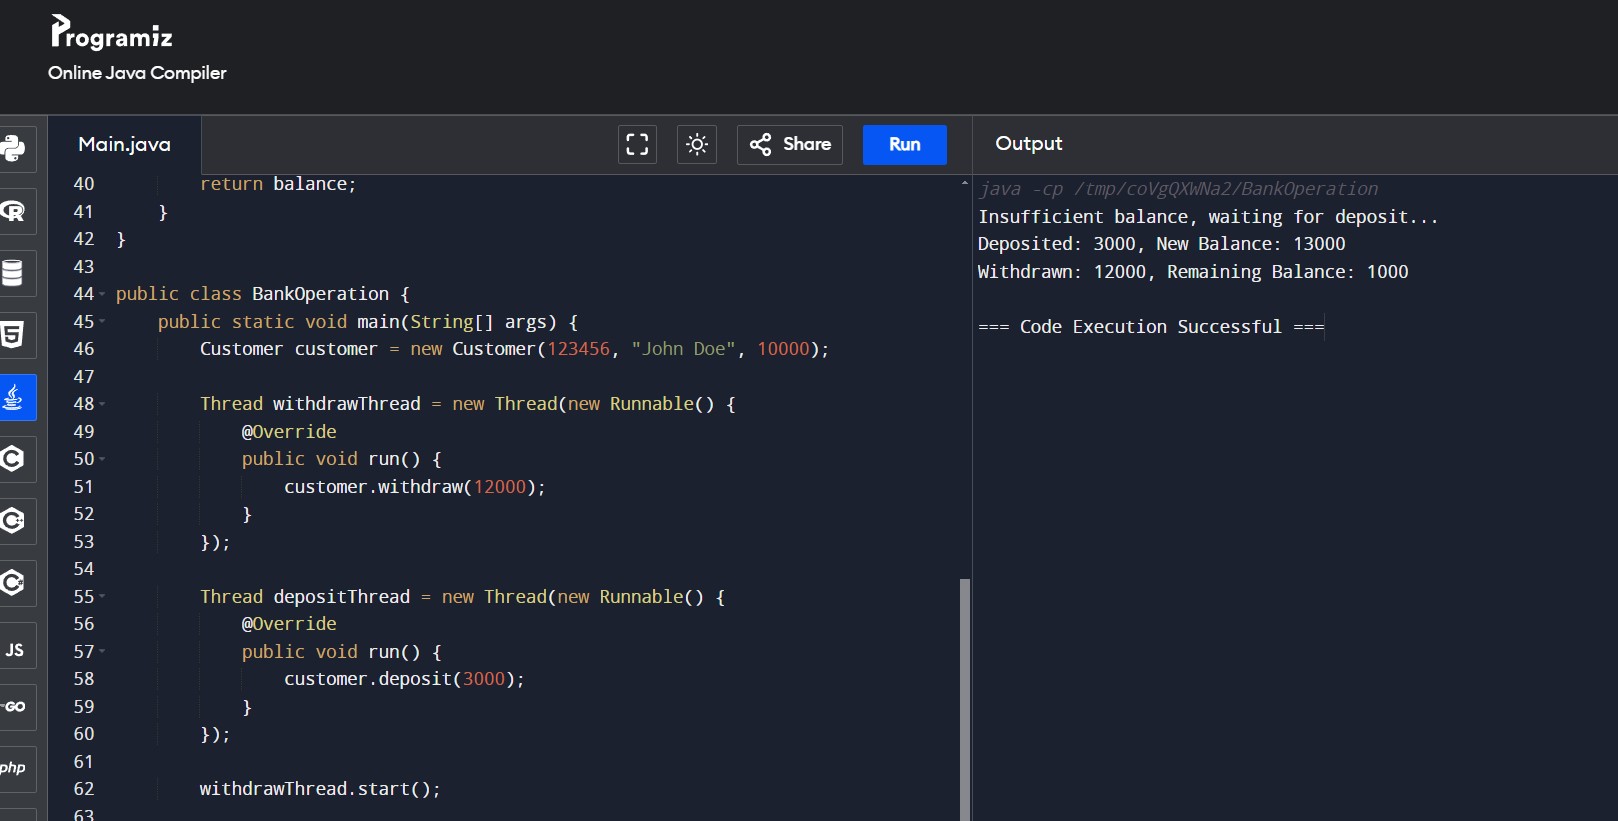 Programiz
Online Java Compiler
Main.java
Share
Run
Output
40 return balance;
41 }
42 }
43
44 public class BankOperation {
45 public static void main(String[] args) {
46 Customer customer = new Customer(123456, "John Doe", 10000);
47
48 Thread withdrawThread = new Thread(new Runnable() {
49 @Override
50 public void run() {
51 customer.withdraw(12000);
52 }
53 });
54
55 Thread depositThread = new Thread(new Runnable() {
56 @Override
57 public void run() {
58 customer.deposit(3000);
59 }
60 });
61
62 withdrawThread.start();
63
java -cp /tmp/coVgQXWNa2/BankOperation
Insufficient balance, waiting for deposit...
Deposited: 3000, New Balance: 13000
Withdrawn: 12000, Remaining Balance: 1000
=== Code Execution Successful ===
R
5
C
C++
C#
JS
GO
php